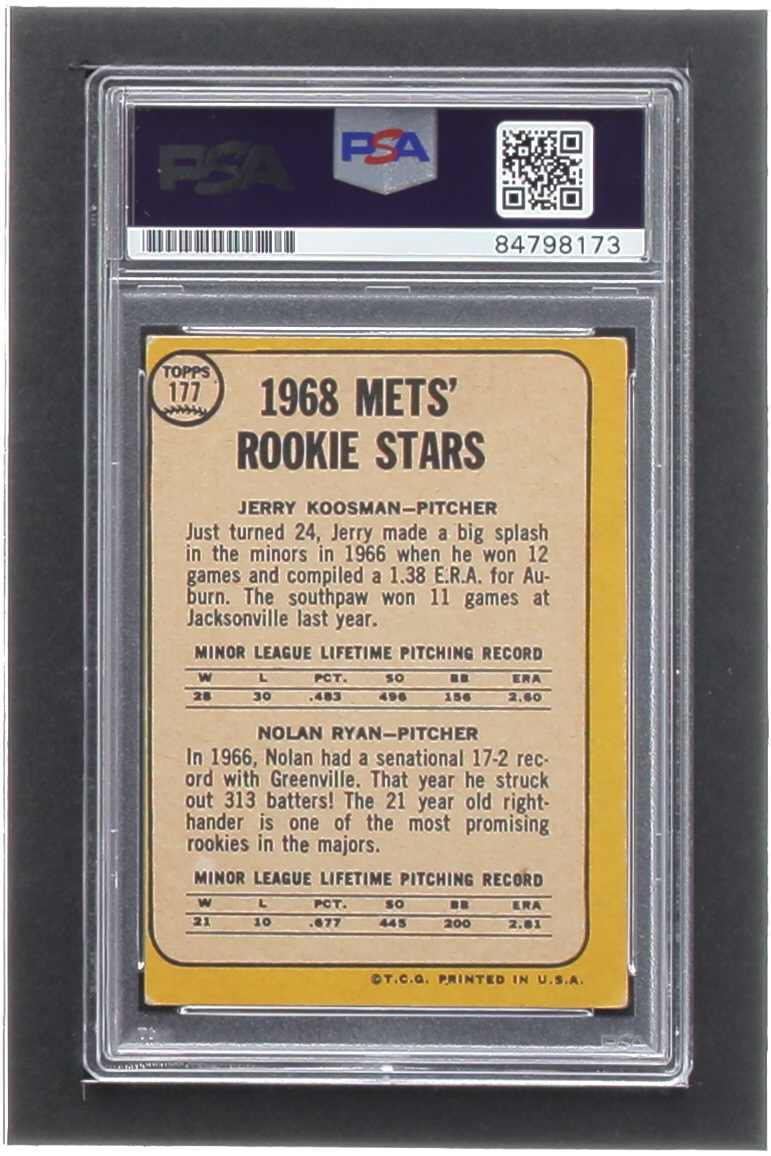 PSA PSA
84798173
TOPPS
177
1968 METS'
ROOKIE STARS
JERRY KOOSMAN—PITCHER
Just turned 24, Jerry made a big splash
in the minors in 1966 when he won 12
games and compiled a 1.38 E.R.A. for Au-
burn. The southpaw won 11 games at
Jacksonville last year.
MINOR LEAGUE LIFETIME PITCHING RECORD
W L PCT. SO BB ERA
28 30 .483 496 156 2.60
NOLAN RYAN—PITCHER
In 1966, Nolan had a senational 17-2 rec-
ord with Greenville. That year he struck
out 313 batters! The 21 year old right-
hander is one of the most promising
rookies in the majors.
MINOR LEAGUE LIFETIME PITCHING RECORD
W L PCT. SO BB ERA
21 10 .677 445 200 2.81
©T.C.G. PRINTED IN U.S.A.
PSA